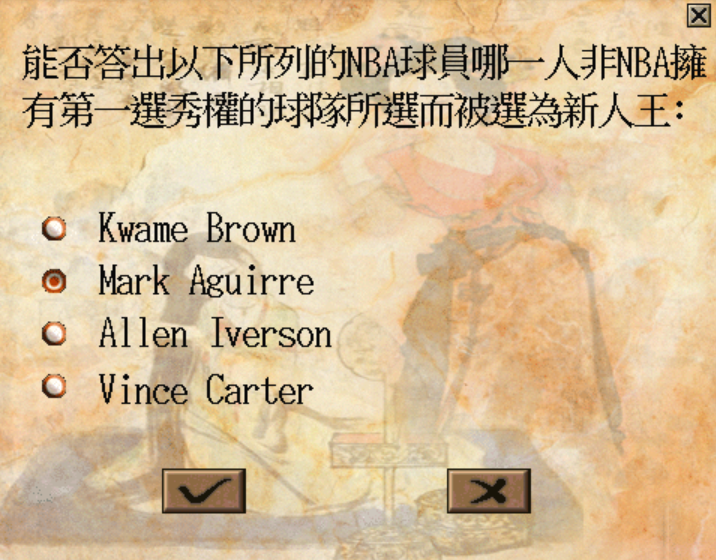 能否答出以下所列的NBA球員哪一人非NBA擁
有第一選秀權的球隊所選而被選為新人王:
Kwame Brown
Mark Aguirre
Allen Iverson
Vince Carter